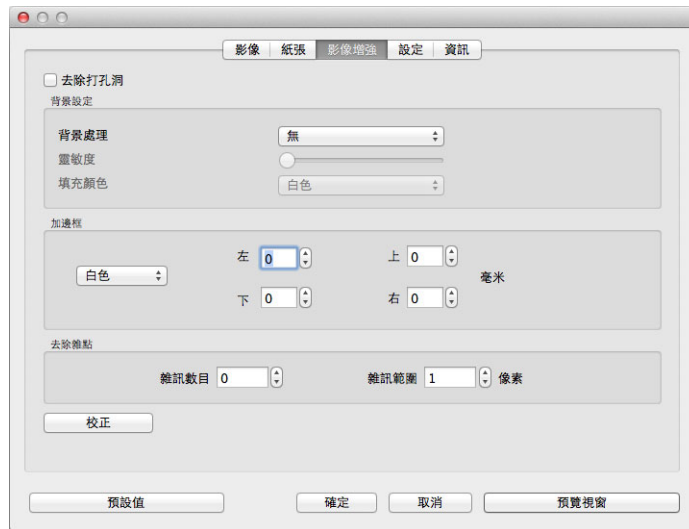 影像 紙張 影像增強 設定 資訊
去除打孔洞
背景設定
背景處理 無
靈敏度
填充顏色 白色
加邊框
左 0 上 0
白色 毫米
下 0 右 0
去除雜點
雜訊數目 0 雜訊範圍 1 像素
校正
預設值 確定 取消 預覽視窗